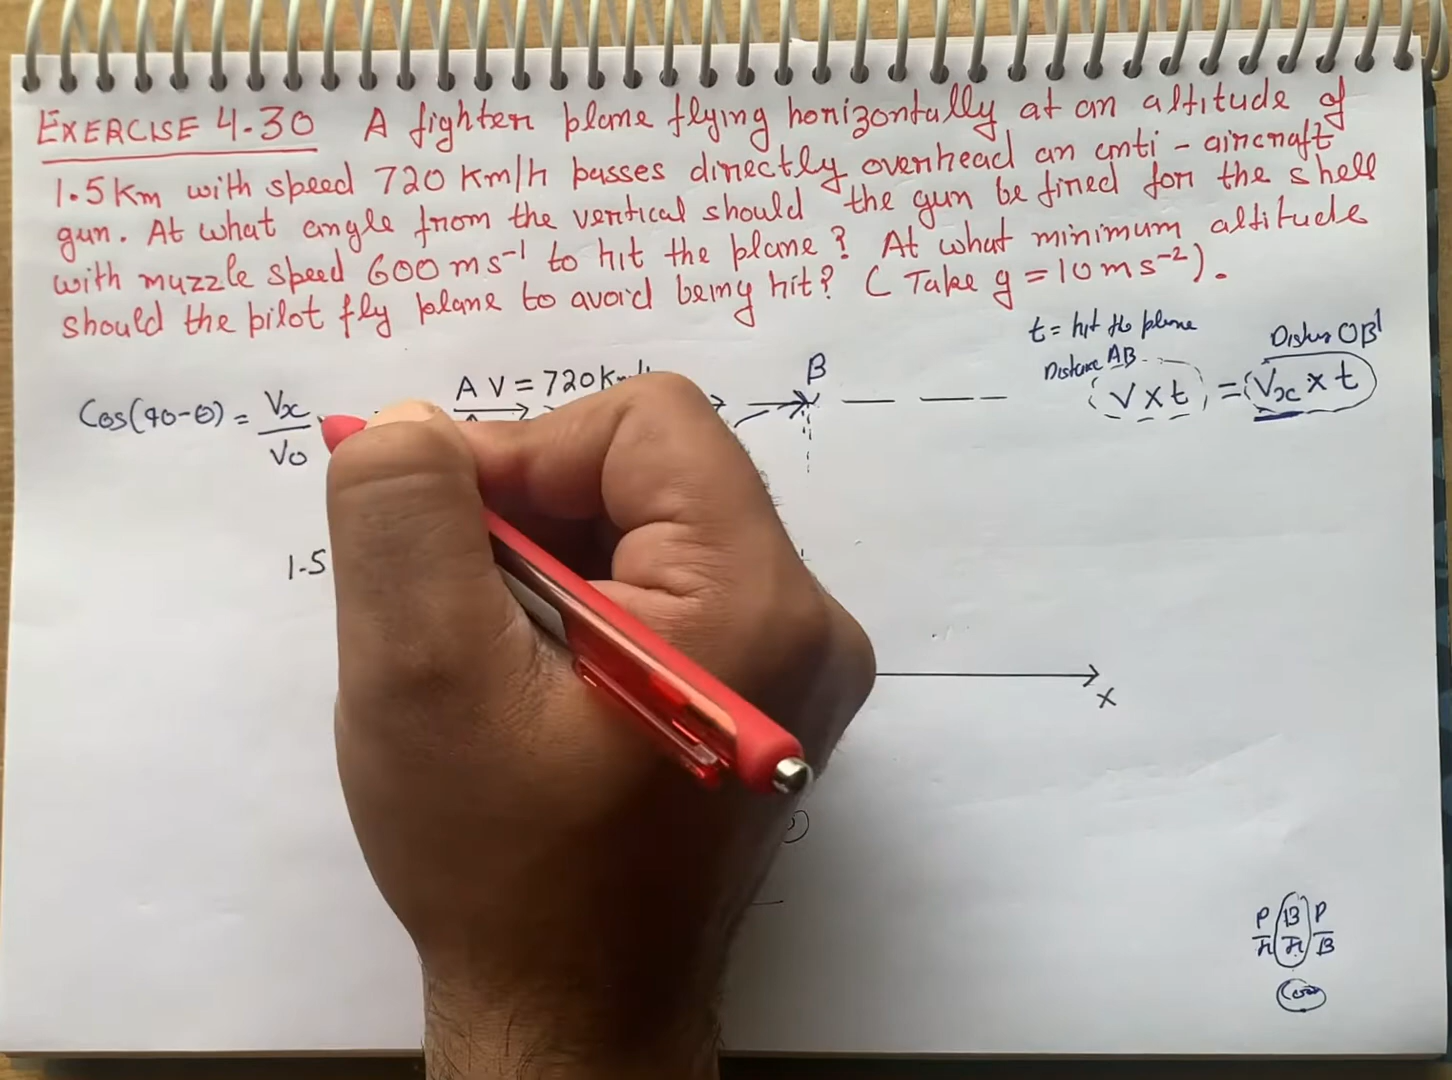 EXERCISE 4.30 A fighter plane flying horizontally at an altitude of
1.5 Km with speed 720 Km/h passes directly overhead an anti-aircraft
gun. At what angle from the vertical should the gun be fired for the shell
with muzzle speed 600 ms⁻¹ to hit the plane? At what minimum altitude
should the pilot fly plane to avoid being hit? (Take g = 10 ms⁻²).
t = hit the plane
Distance AB
Distance OB'
V x t = Vx x t
Cos(90-θ) = Vx / V0
A V = 720 Km
B
1.5
X
P B P
h h B
Cos